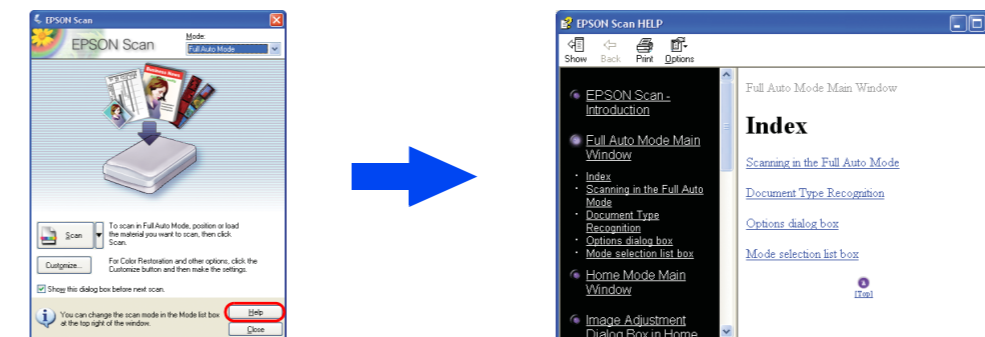 EPSON Scan
EPSON Scan
Mode:
Full Auto Mode
Business News
Scan
To scan in Full Auto Mode, position or load
the material you want to scan, then click
Scan.
Customize...
For Color Restoration and other options, click the
Customize button and then make the settings.
Show this dialog box before next scan.
You can change the scan mode in the Mode list box
at the top right of the window.
Help
Close
EPSON Scan HELP
Show Back Print Options
EPSON Scan -
Introduction
Full Auto Mode Main
Window
· Index
· Scanning in the Full Auto
Mode
· Document Type
Recognition
· Options dialog box
· Mode selection list box
Home Mode Main
Window
Image Adjustment
Dialog Box in Home
Full Auto Mode Main Window
Index
Scanning in the Full Auto Mode
Document Type Recognition
Options dialog box
Mode selection list box
[Top]